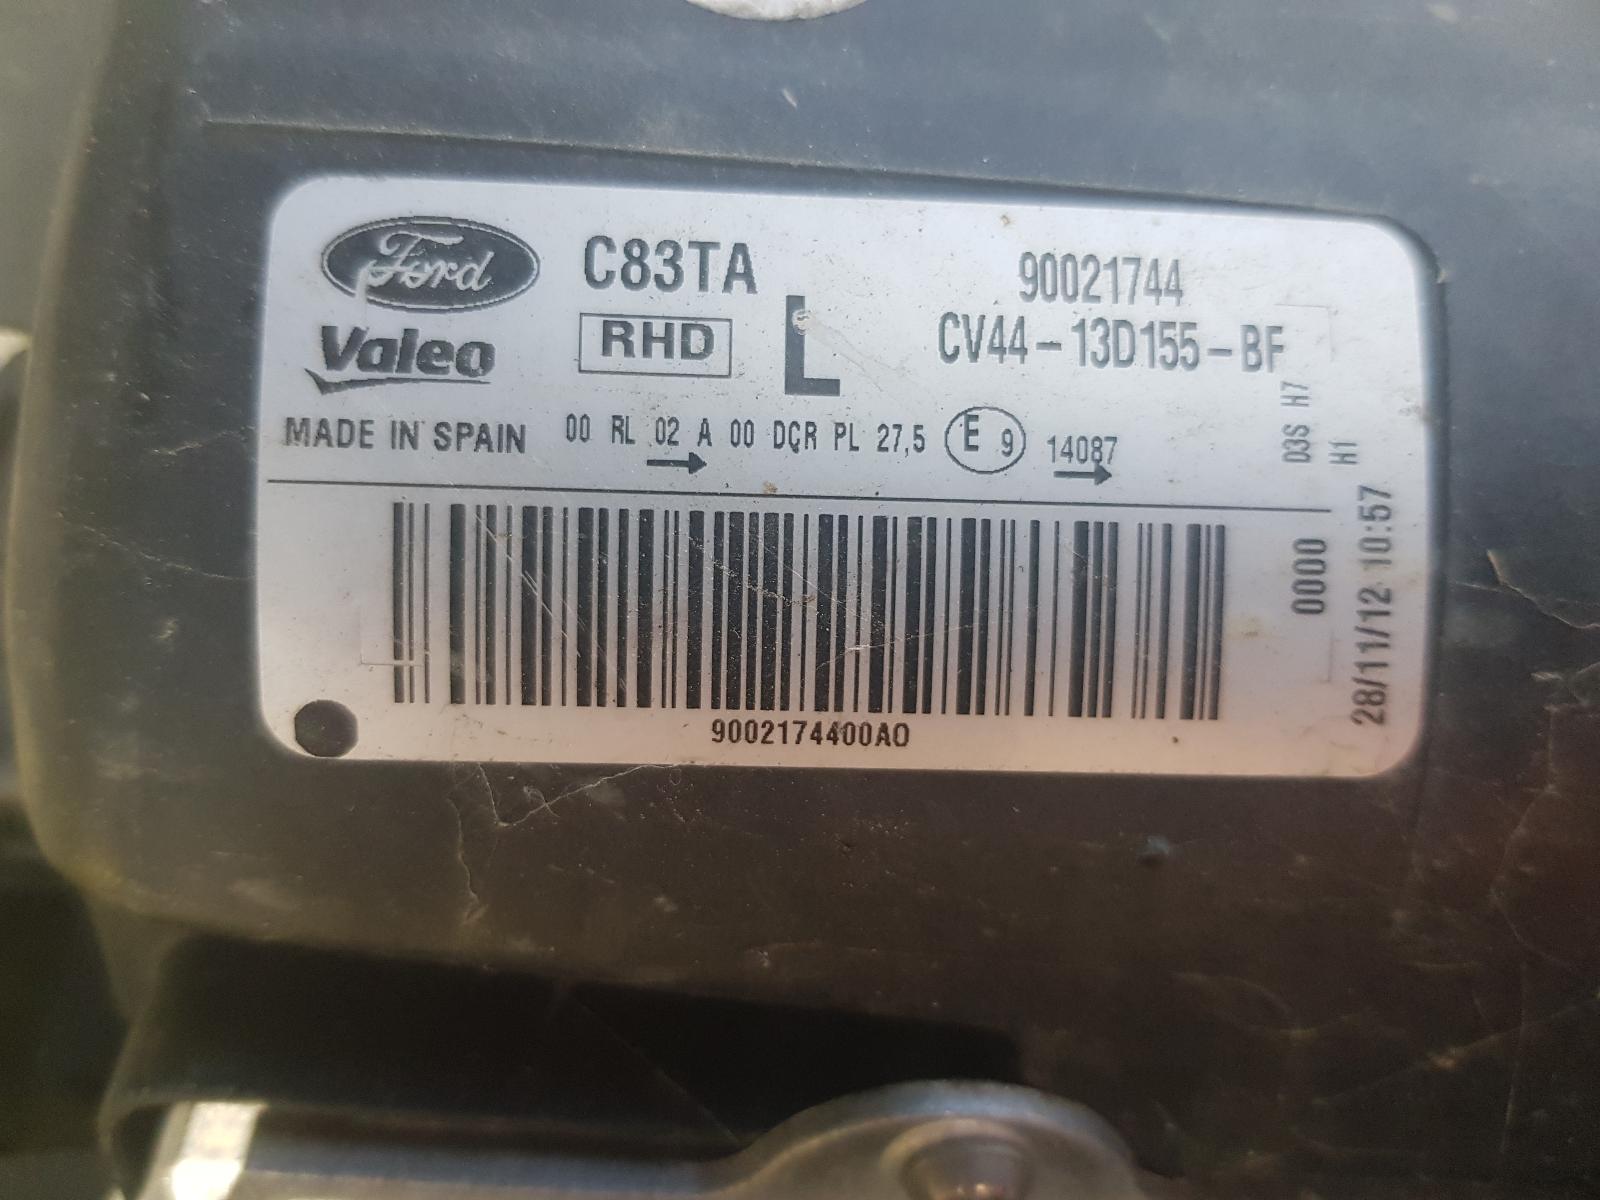 Ford C83TA 90021744
Valeo RHD L CV44-13D155-BF
MADE IN SPAIN 00 RL 02 A 00 DCR PL 27,5 E 9 14087
D3S H7
H1
0000
28/11/12 10:57
9002174400A0